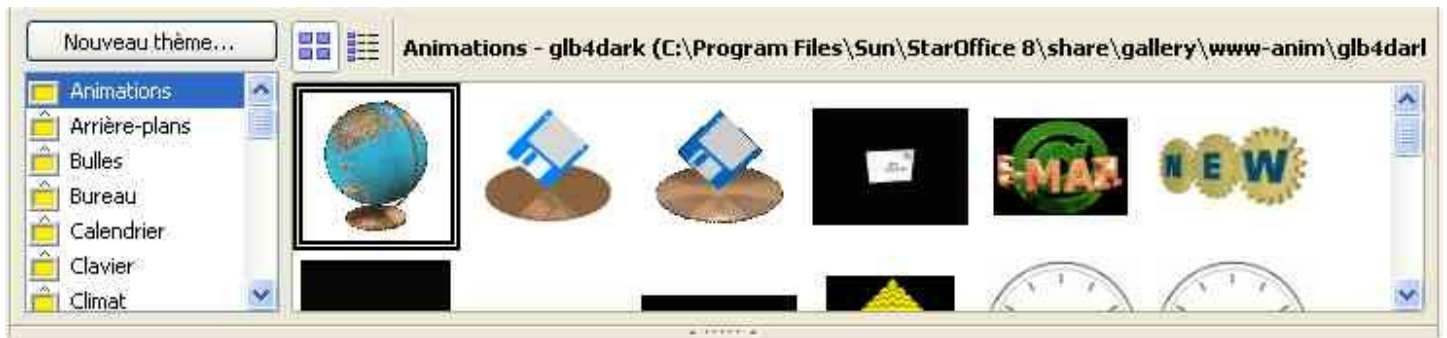 Nouveau thème...
Animations - glb4dark (C:\Program Files\Sun\StarOffice 8\share\gallery\www-anim\glb4darl
Animations
Arrière-plans
Bulles
Bureau
Calendrier
Clavier
Climat
E-MAIL
NEW